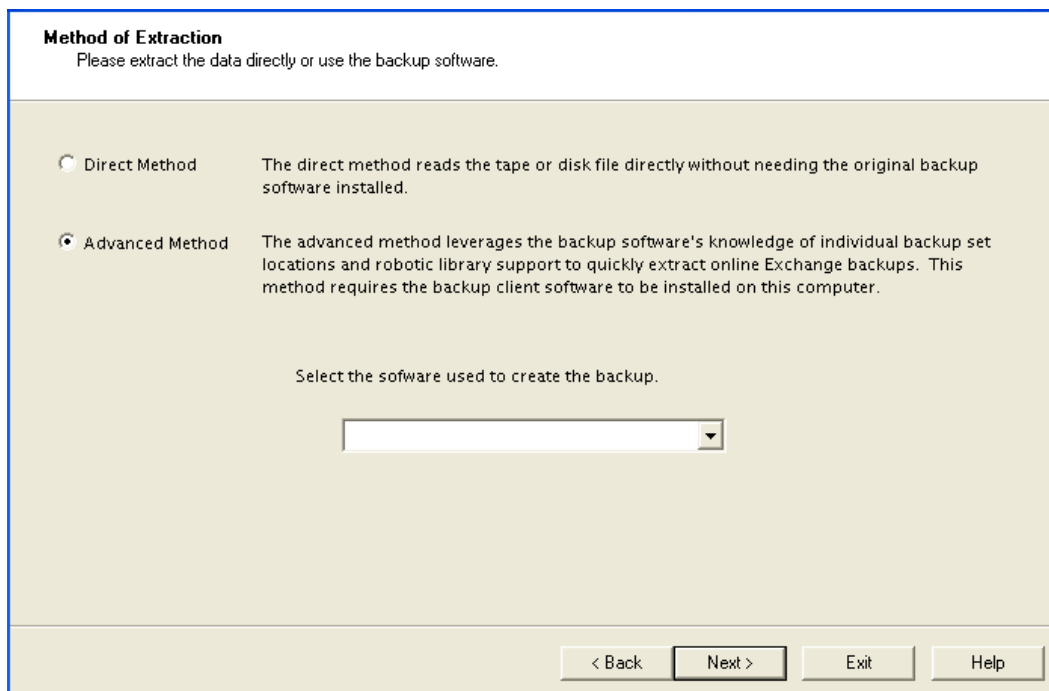 Method of Extraction
Please extract the data directly or use the backup software.
Direct Method
The direct method reads the tape or disk file directly without needing the original backup
software installed.
Advanced Method
The advanced method leverages the backup software's knowledge of individual backup set
locations and robotic library support to quickly extract online Exchange backups.  This
method requires the backup client software to be installed on this computer.
Select the sofware used to create the backup.
< Back
Next >
Exit
Help